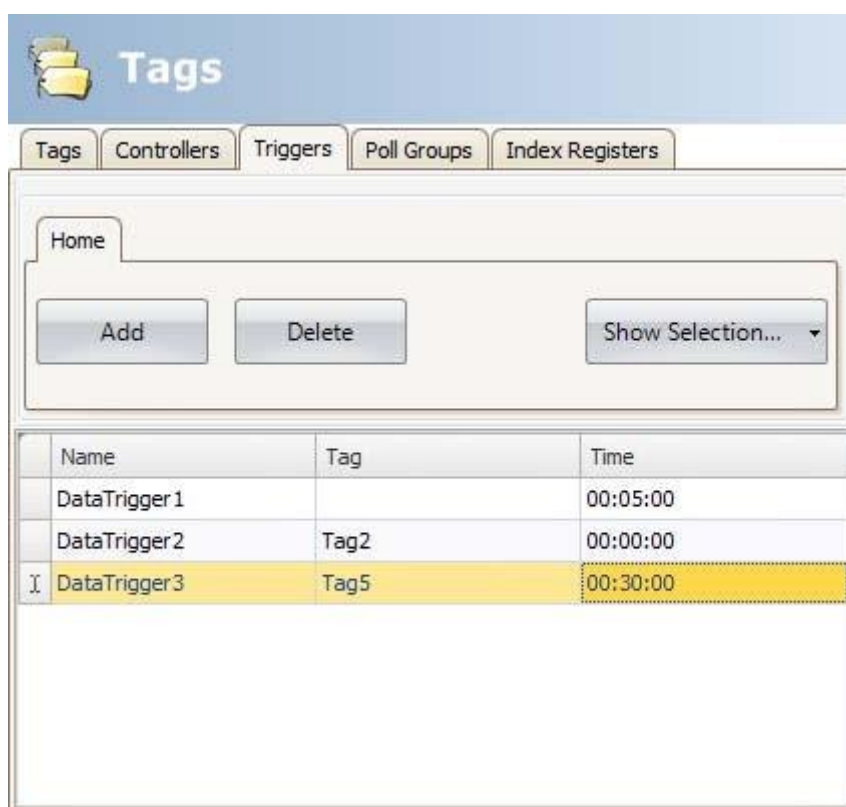 Tags
Tags Controllers Triggers Poll Groups Index Registers
Home
Add Delete Show Selection...
Name Tag Time
DataTrigger1 00:05:00
DataTrigger2 Tag2 00:00:00
DataTrigger3 Tag5 00:30:00